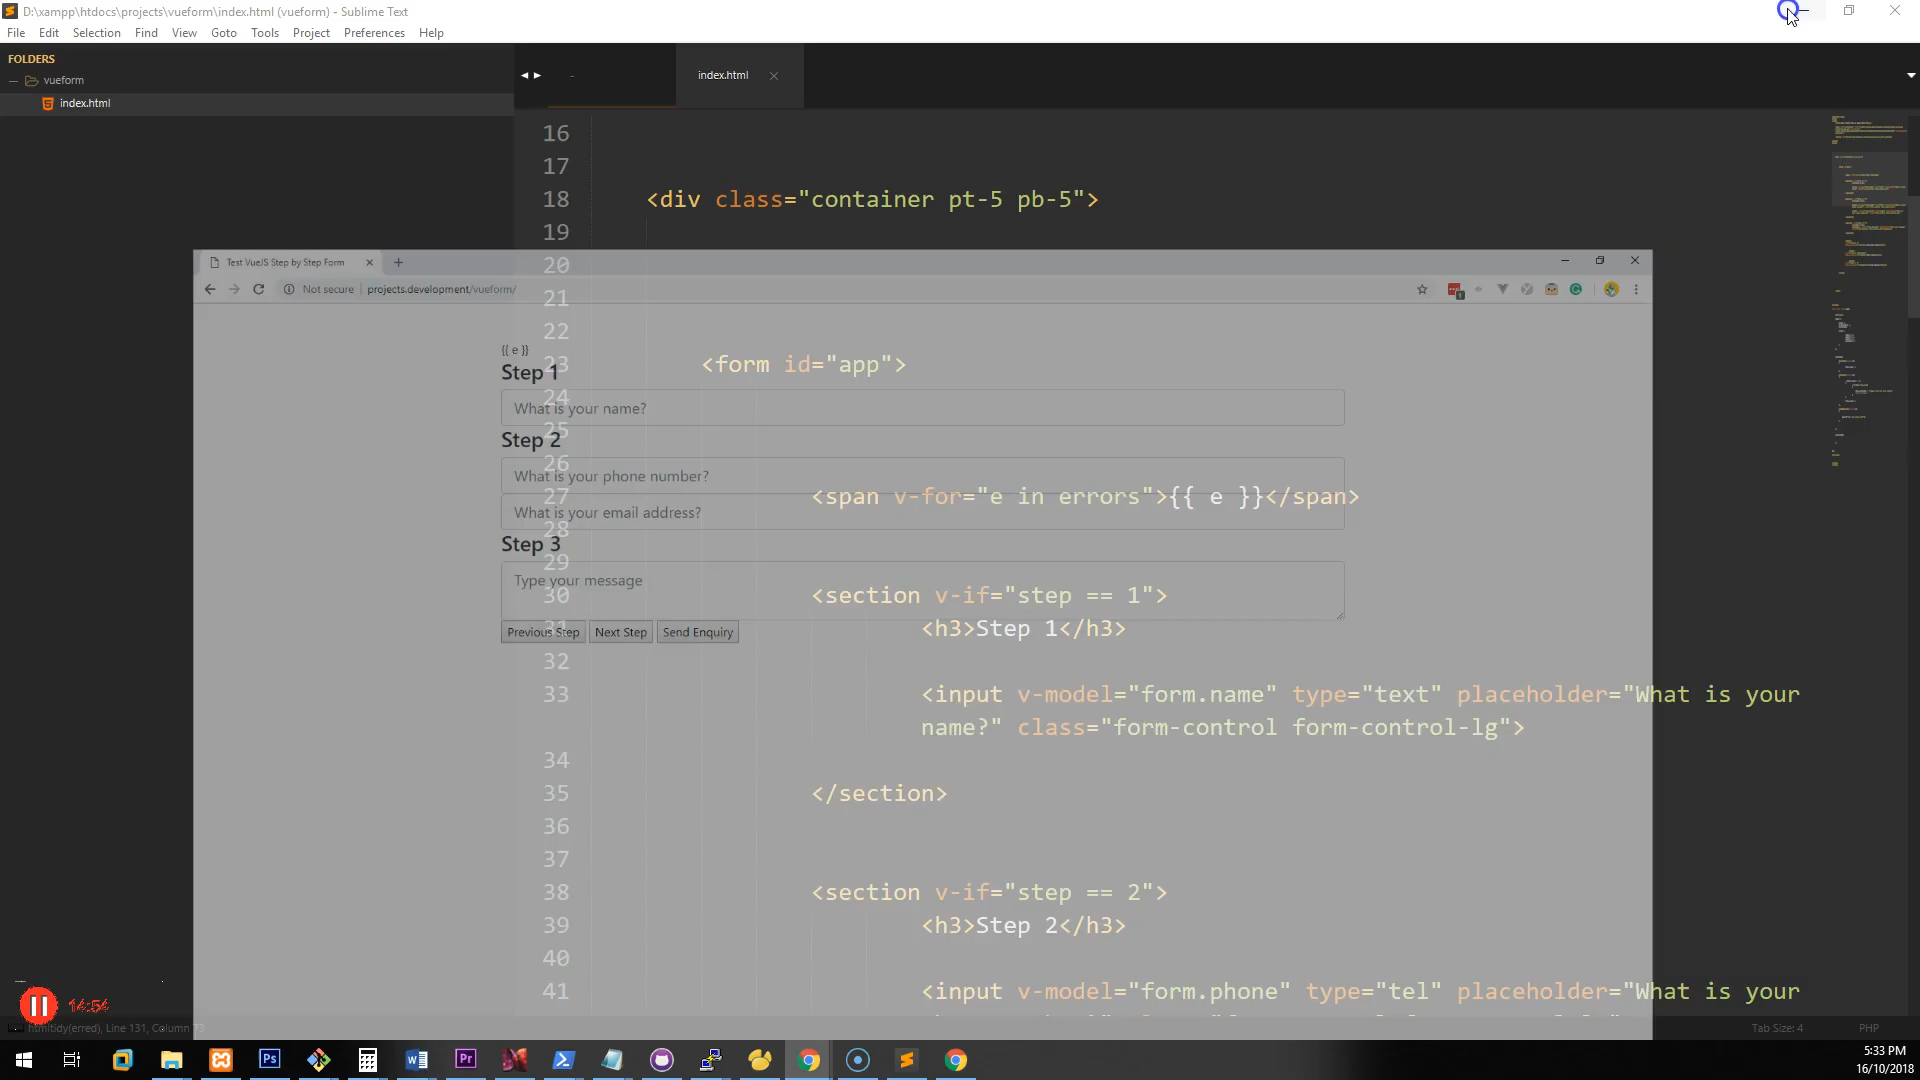 D:\xampp\htdocs\projects\vueform\index.html (vueform) - Sublime Text
File Edit Selection Find View Goto Tools Project Preferences Help
FOLDERS
vueform
index.html
index.html
16
17
18 <div class="container pt-5 pb-5">
19
Test VueJS Step by Step Form
20
Not secure projects.development/vueform/
21
22
{{ e }}
23 <form id="app">
Step 1
24
What is your name?
25
Step 2
26
What is your phone number?
27 <span v-for="e in errors">{{ e }}</span>
What is your email address?
28
Step 3
29
Type your message
30 <section v-if="step == 1">
31 <h3>Step 1</h3>
Previous Step Next Step Send Enquiry
32
33 <input v-model="form.name" type="text" placeholder="What is your
name?" class="form-control form-control-lg">
34
35 </section>
36
37
38 <section v-if="step == 2">
39 <h3>Step 2</h3>
40
41 <input v-model="form.phone" type="tel" placeholder="What is your
14:54
htmltidy(erred), Line 131, Column 73
Tab Size: 4 PHP
5:33 PM
16/10/2018